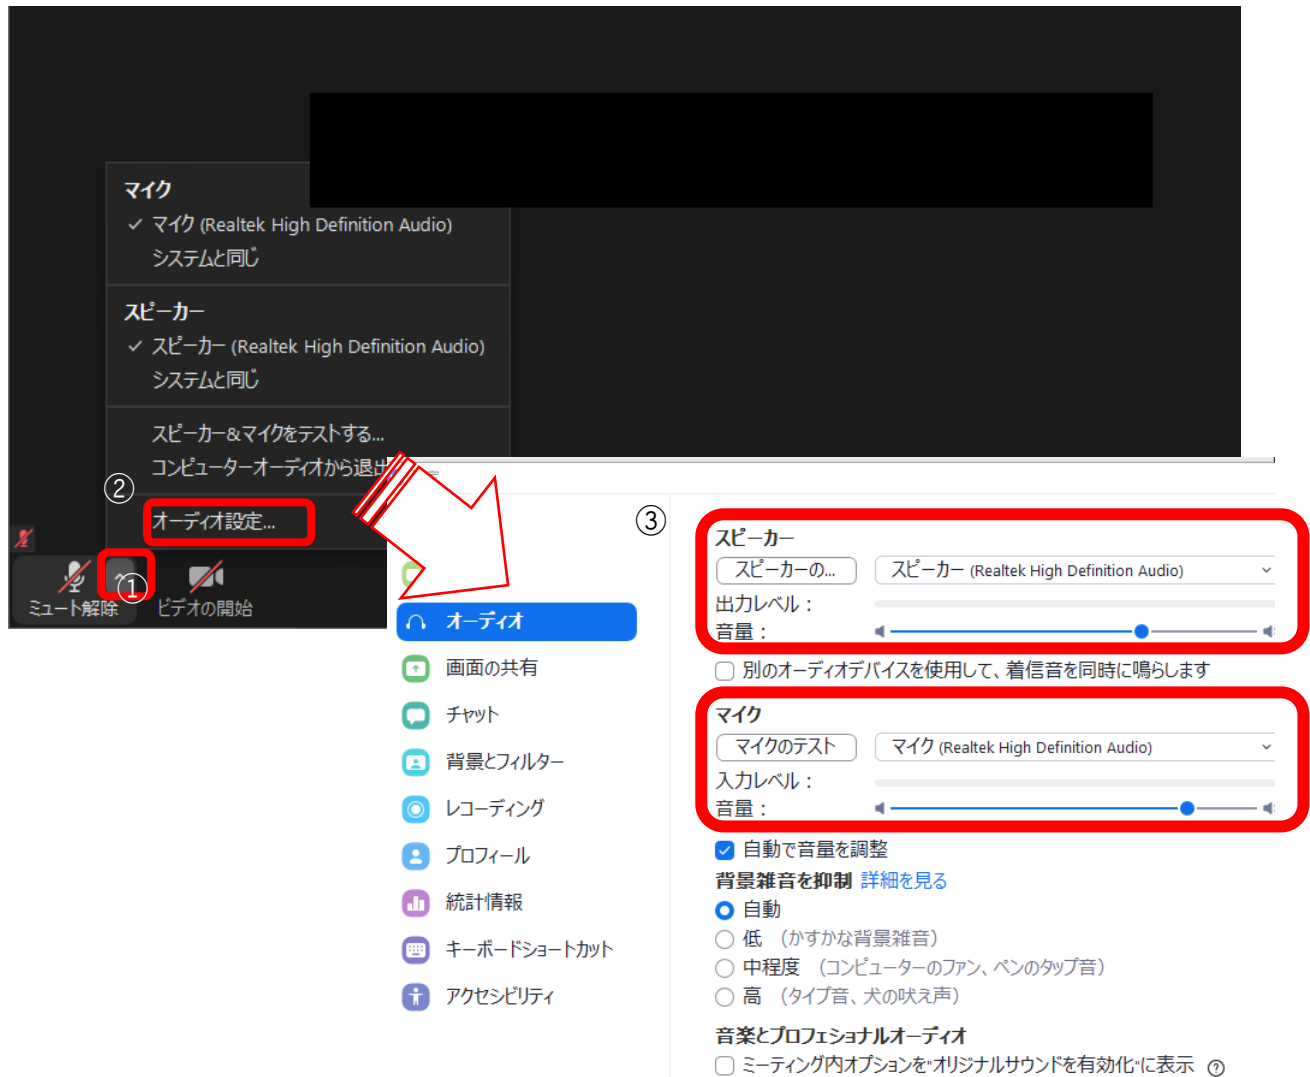 マイク
マイク (Realtek High Definition Audio)
システムと同じ
スピーカー
スピーカー (Realtek High Definition Audio)
システムと同じ
スピーカー&マイクをテストする...
コンピューターオーディオから退出
②
オーディオ設定...
①
ミュート解除
ビデオの開始
③
オーディオ
画面の共有
チャット
背景とフィルター
レコーディング
プロフィール
統計情報
キーボードショートカット
アクセシビリティ
スピーカー
スピーカーの... スピーカー (Realtek High Definition Audio)
出力レベル：
音量：
別のオーディオデバイスを使用して、着信音を同時に鳴らします
マイク
マイクのテスト マイク (Realtek High Definition Audio)
入力レベル：
音量：
自動で音量を調整
背景雑音を抑制 詳細を見る
自動
低 （かすかな背景雑音）
中程度 （コンピューターのファン、ペンのタップ音）
高 （タイプ音、犬の吠え声）
音楽とプロフェショナルオーディオ
ミーティング内オプションを"オリジナルサウンドを有効化"に表示